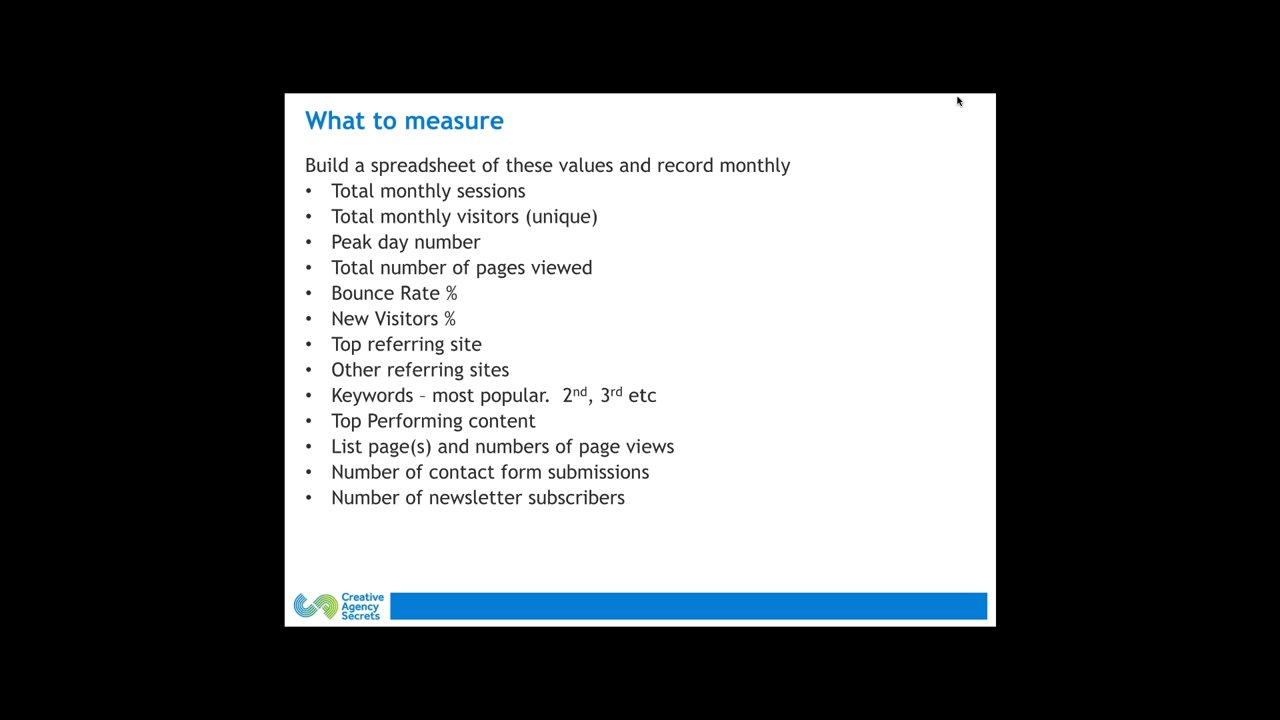 What to measure
Build a spreadsheet of these values and record monthly
• Total monthly sessions
• Total monthly visitors (unique)
• Peak day number
• Total number of pages viewed
• Bounce Rate %
• New Visitors %
• Top referring site
• Other referring sites
• Keywords – most popular.  2nd, 3rd etc
• Top Performing content
• List page(s) and numbers of page views
• Number of contact form submissions
• Number of newsletter subscribers
Creative
Agency
Secrets